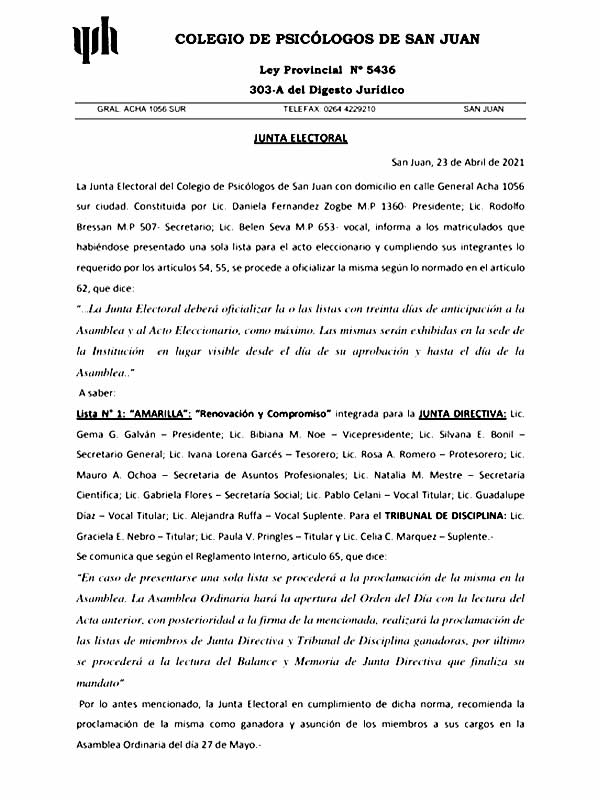 COLEGIO DE PSICÓLOGOS DE SAN JUAN
Ley Provincial Nº 5436
303-A del Digesto Jurídico
GRAL. ACHA 1056 SUR TELEFAX: 0264 4229210 SAN JUAN
JUNTA ELECTORAL
San Juan, 23 de Abril de 2021
La Junta Electoral del Colegio de Psicólogos de San Juan con domicilio en calle General Acha 1056
sur ciudad. Constituida por Lic. Daniela Fernandez Zogbe M.P 1360- Presidente; Lic. Rodolfo
Bressan M.P 507- Secretario; Lic. Belen Seva M.P 653- vocal, informa a los matriculados que
habiéndose presentado una sola lista para el acto eleccionario y cumpliendo sus integrantes lo
requerido por los artículos 54, 55, se procede a oficializar la misma según lo normado en el artículo
62, que dice:
"...La Junta Electoral deberá oficializar la o las listas con treinta días de anticipación a la
Asamblea y al Acto Eleccionario, como máximo. Las mismas serán exhibidas en la sede de
la Institución en lugar visible desde el día de su aprobación y hasta el día de la
Asamblea.."
A saber:
Lista N° 1: "AMARILLA": "Renovación y Compromiso" integrada para la JUNTA DIRECTIVA: Lic.
Gema G. Galván – Presidente; Lic. Bibiana M. Noe – Vicepresidente; Lic. Silvana E. Bonil –
Secretario General; Lic. Ivana Lorena Garcés – Tesorero; Lic. Rosa A. Romero – Protesorero; Lic.
Mauro A. Ochoa – Secretaria de Asuntos Profesionales; Lic. Natalia M. Mestre – Secretaría
Científica; Lic. Gabriela Flores – Secretaría Social; Lic. Pablo Celani – Vocal Titular; Lic. Guadalupe
Díaz – Vocal Titular; Lic. Alejandra Ruffa – Vocal Suplente. Para el TRIBUNAL DE DISCIPLINA: Lic.
Graciela E. Nebro – Titular; Lic. Paula V. Pringles – Titular y Lic. Celia C. Marquez – Suplente.-
Se comunica que según el Reglamento Interno, artículo 65, que dice:
"En caso de presentarse una sola lista se procederá a la proclamación de la misma en la
Asamblea. La Asamblea Ordinaria hará la apertura del Orden del Día con la lectura del
Acta anterior, con posterioridad a la firma de la mencionada, realizará la proclamación de
las listas de miembros de Junta Directiva y Tribunal de Disciplina ganadoras, por último
se procederá a la lectura del Balance y Memoria de Junta Directiva que finaliza su
mandato"
Por lo antes mencionado, la Junta Electoral en cumplimiento de dicha norma, recomienda la
proclamación de la misma como ganadora y asunción de los miembros a sus cargos en la
Asamblea Ordinaria del día 27 de Mayo.-